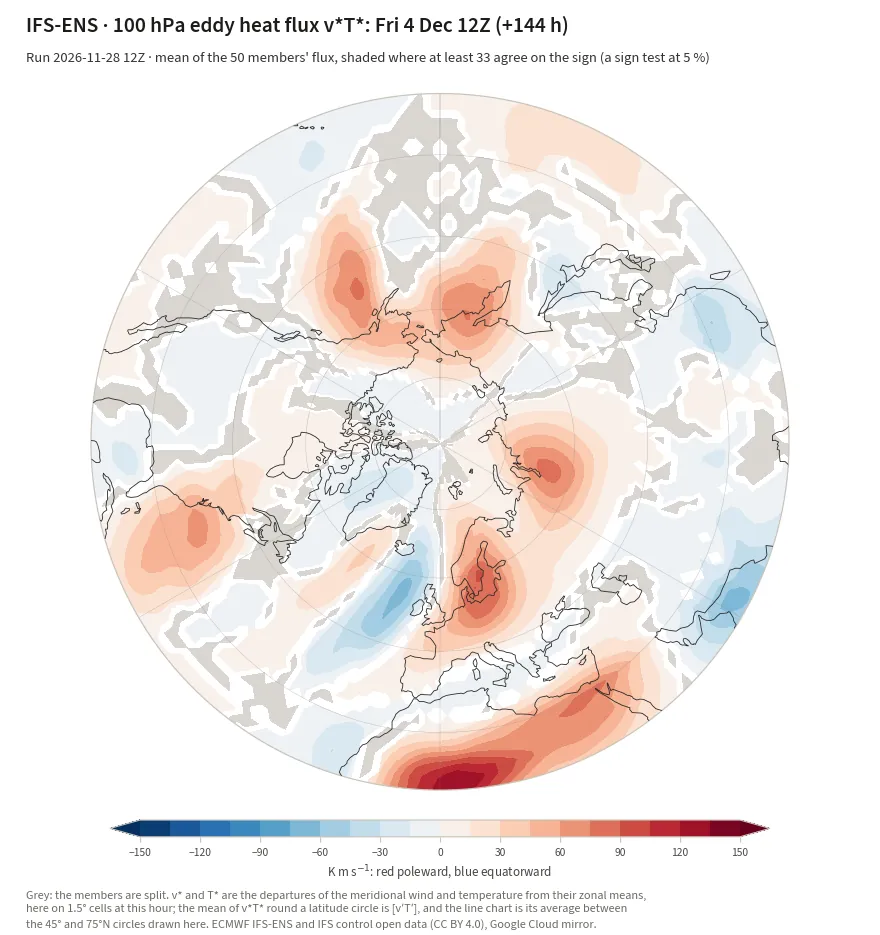 IFS-ENS · 100 hPa eddy heat flux v*T*: Fri 4 Dec 12Z (+144 h)
Run 2026-11-28 12Z · mean of the 50 members' flux, shaded where at least 33 agree on the sign (a sign test at 5 %)
−150 −120 −90 −60 −30 0 30 60 90 120 150
K m s⁻¹: red poleward, blue equatorward
Grey: the members are split. v* and T* are the departures of the meridional wind and temperature from their zonal means,
here on 1.5° cells at this hour; the mean of v*T* round a latitude circle is [v′T′], and the line chart is its average between
the 45° and 75°N circles drawn here. ECMWF IFS-ENS and IFS control open data (CC BY 4.0), Google Cloud mirror.